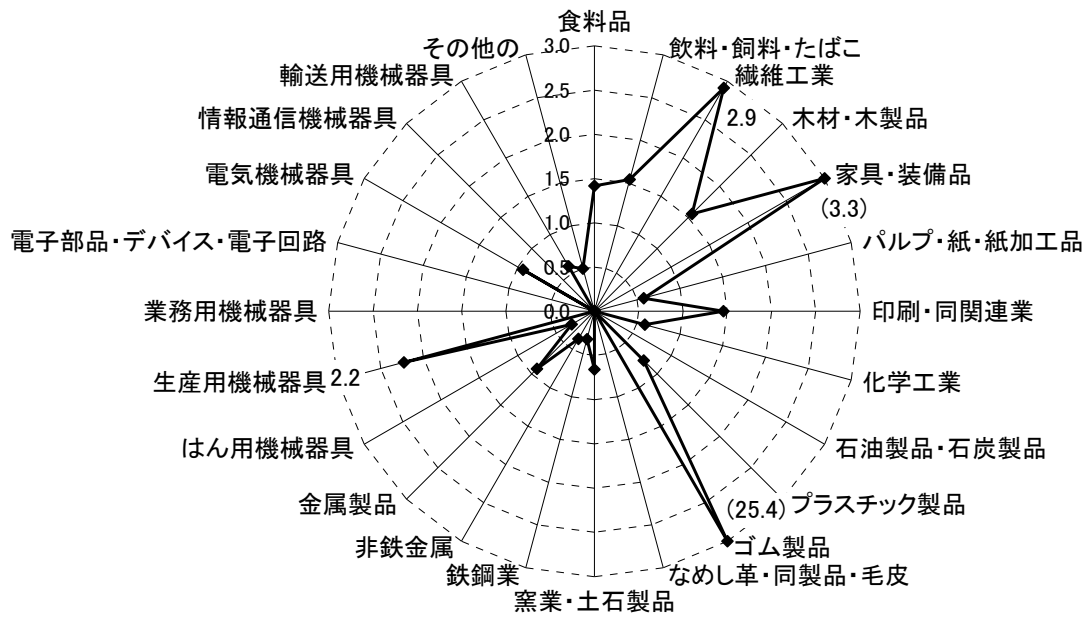 食料品
飲料・飼料・たばこ
繊維工業
2.9
木材・木製品
家具・装備品
(3.3)
パルプ・紙・紙加工品
印刷・同関連業
化学工業
石油製品・石炭製品
プラスチック製品
(25.4)
ゴム製品
なめし革・同製品・毛皮
窯業・土石製品
鉄鋼業
非鉄金属
金属製品
はん用機械器具
生産用機械器具 2.2
業務用機械器具
電子部品・デバイス・電子回路
電気機械器具
情報通信機械器具
輸送用機械器具
その他の
3.0
2.5
2.0
1.5
1.0
0.5
0.0